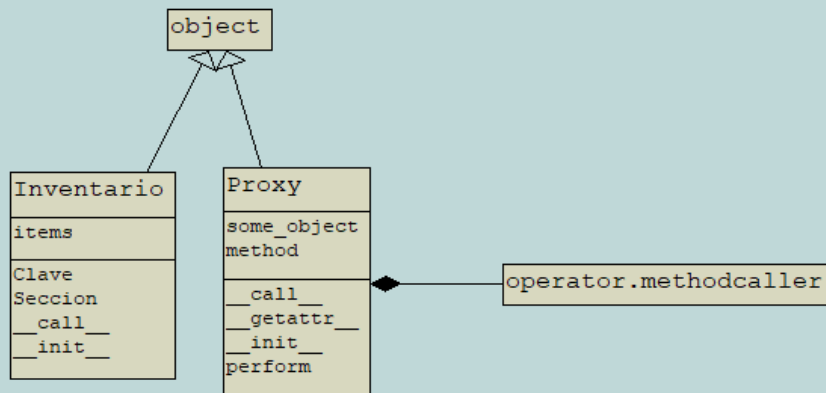 object
Inventario
items
Clave
Seccion
__call__
__init__
Proxy
some_object
method
__call__
__getattr__
__init__
perform
operator.methodcaller